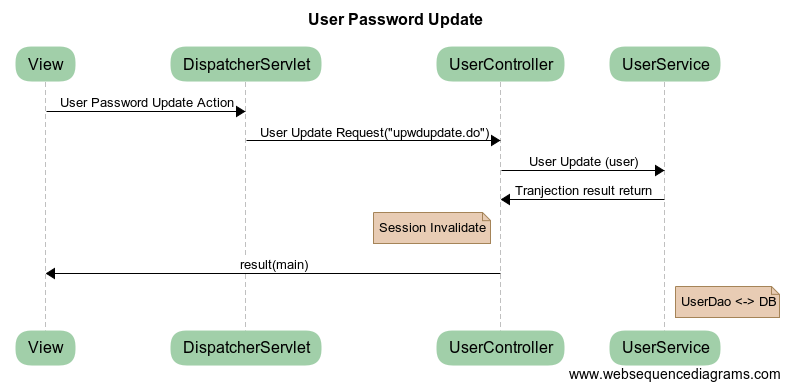 User Password Update
View
DispatcherServlet
UserController
UserService
User Password Update Action
User Update Request("upwdupdate.do")
User Update (user)
Tranjection result return
Session Invalidate
result(main)
UserDao <-> DB
View
DispatcherServlet
UserController
UserService
www.websequencediagrams.com